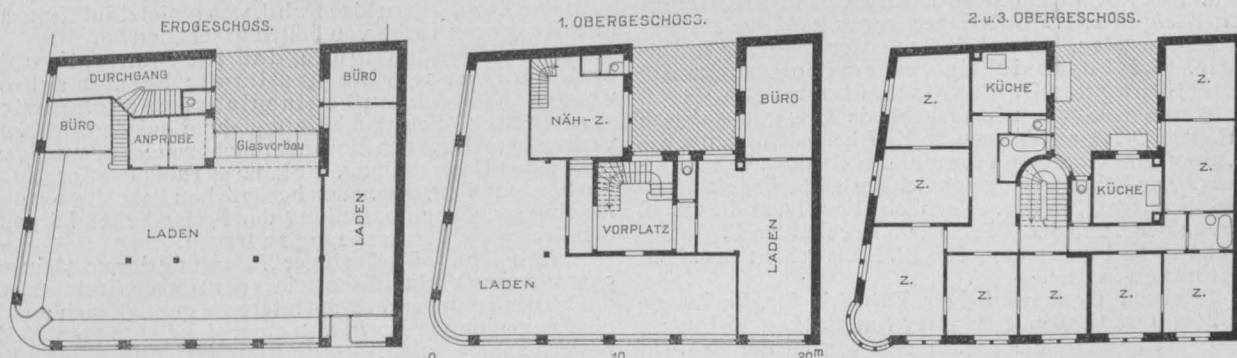 ERDGESCHOSS.
DURCHGANG
BÜRO
BÜRO
ANPROBE
Glasvorbau
LADEN
LADEN
1. OBERGESCHOSS.
NÄH-Z.
BÜRO
VORPLATZ
LADEN
LADEN
0 10 20m
2. u. 3. OBERGESCHOSS.
Z.
KÜCHE
Z.
Z.
KÜCHE
Z.
Z.
Z.
Z.
Z.
Z.